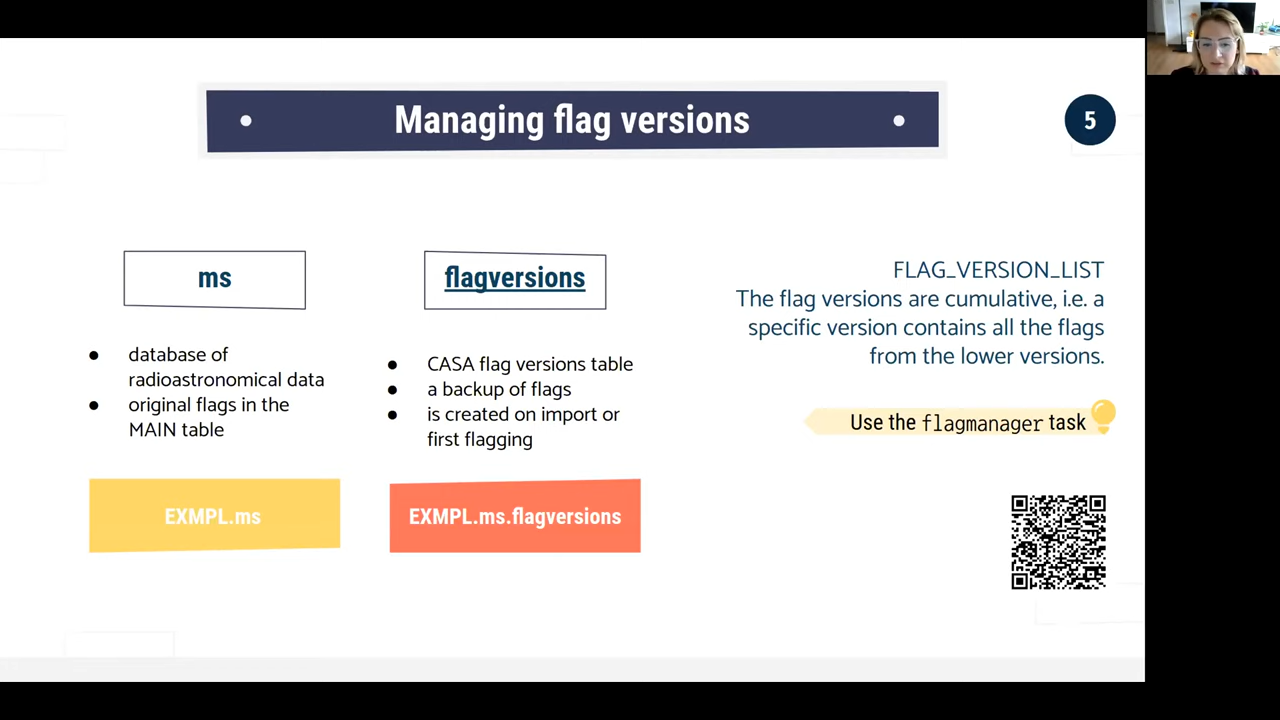 Managing flag versions
5
ms
database of
radioastronomical data
original flags in the
MAIN table
EXMPL.ms
flagversions
CASA flag versions table
a backup of flags
is created on import or
first flagging
EXMPL.ms.flagversions
FLAG_VERSION_LIST
The flag versions are cumulative, i.e. a
specific version contains all the flags
from the lower versions.
Use the flagmanager task